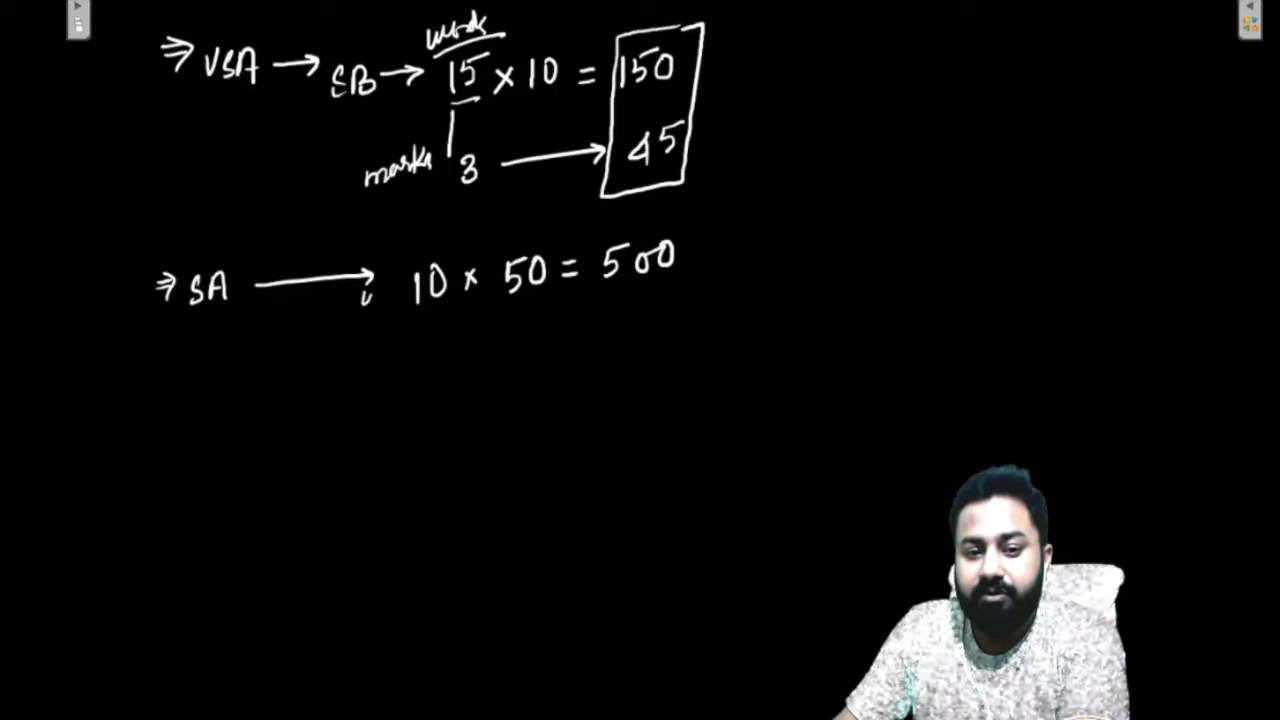 ⇒ VSA → SB → 15 × 10 = 150
marks 3 → 45
⇒ SA → 10 × 50 = 500